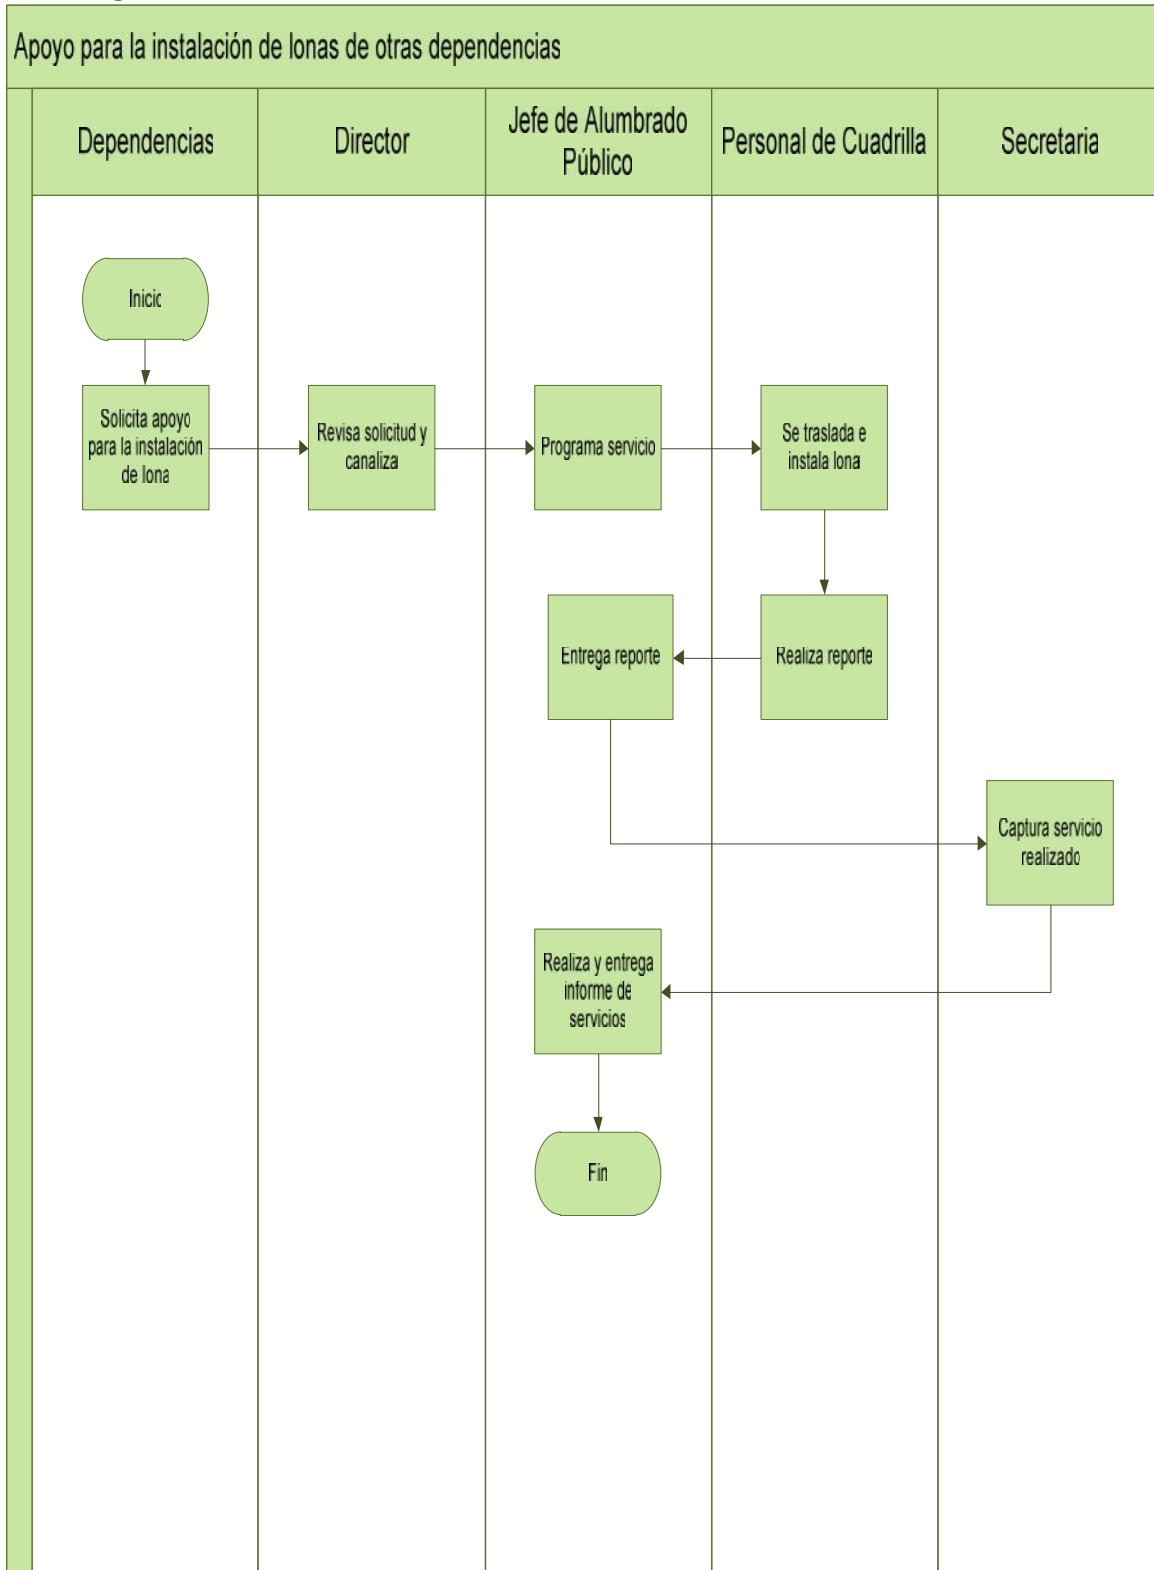 Apoyo para la instalación de lonas de otras dependencias
Dependencias
Director
Jefe de Alumbrado
Público
Personal de Cuadrilla
Secretaria
Inicio
Solicita apoyo
para la instalación
de lona
Revisa solicitud y
canaliza
Programa servicio
Se traslada e
instala lona
Entrega reporte
Realiza reporte
Captura servicio
realizado
Realiza y entrega
informe de
servicios
Fin